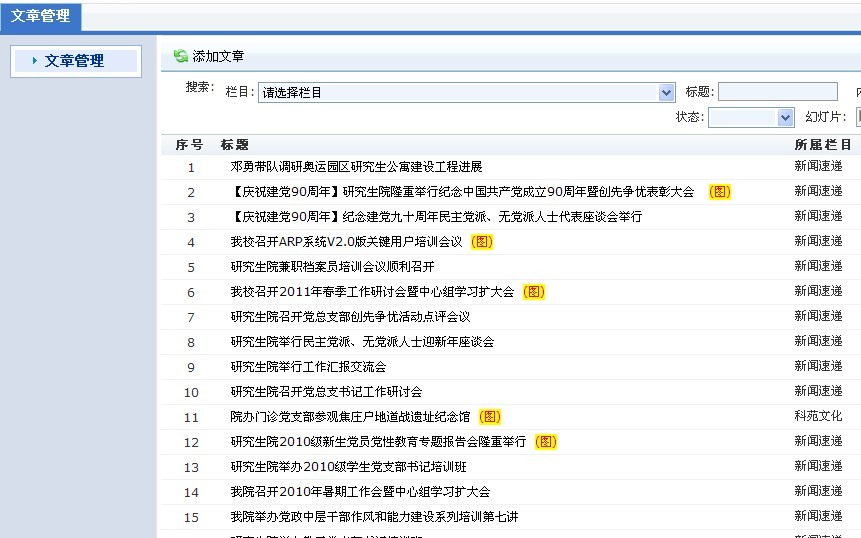 文章管理
文章管理
添加文章
搜索： 栏目: 请选择栏目 标题:
状态: 幻灯片:
序号 标题 所属栏目
1 邓勇带队调研奥运园区研究生公寓建设工程进展 新闻速递
2 【庆祝建党90周年】研究生院隆重举行纪念中国共产党成立90周年暨创先争优表彰大会 (图) 新闻速递
3 【庆祝建党90周年】纪念建党九十周年民主党派、无党派人士代表座谈会举行 新闻速递
4 我校召开ARP系统V2.0版关键用户培训会议 (图) 新闻速递
5 研究生院兼职档案员培训会议顺利召开 新闻速递
6 我校召开2011年春季工作研讨会暨中心组学习扩大会 (图) 新闻速递
7 研究生院召开党总支部创先争优活动点评会议 新闻速递
8 研究生院举行民主党派、无党派人士迎新年座谈会 新闻速递
9 研究生院举行工作汇报交流会 新闻速递
10 研究生院召开党总支书记工作研讨会 新闻速递
11 院办门诊党支部参观焦庄户地道战遗址纪念馆 (图) 科苑文化
12 研究生院2010级新生党员党性教育专题报告会隆重举行 (图) 新闻速递
13 研究生院举办2010级学生党支部书记培训班 新闻速递
14 我院召开2010年暑期工作会暨中心组学习扩大会 新闻速递
15 我院举办党政中层干部作风和能力建设系列培训第七讲 新闻速递